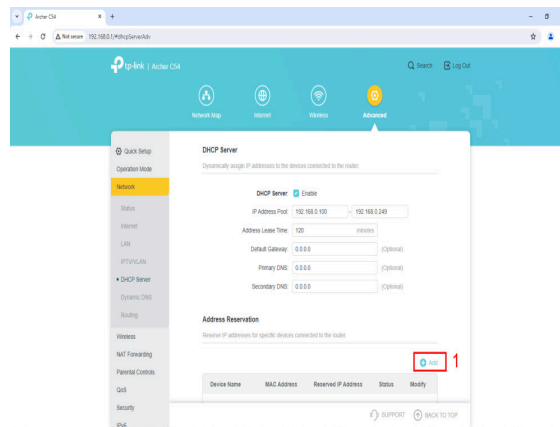 Archer C54
Not secure 192.168.0.1/#dhcpServerAdv
tp-link | Archer C54
Search Log Out
Network Map Internet Wireless Advanced
Quick Setup
Operation Mode
Network
Status
Internet
LAN
IPTV/VLAN
DHCP Server
Dynamic DNS
Routing
Wireless
NAT Forwarding
Parental Controls
QoS
Security
IPv6
DHCP Server
Dynamically assign IP addresses to the devices connected to the router.
DHCP Server: Enable
IP Address Pool: 192.168.0.100 - 192.168.0.249
Address Lease Time: 120 minutes
Default Gateway: 0.0.0.0 (Optional)
Primary DNS: 0.0.0.0 (Optional)
Secondary DNS: 0.0.0.0 (Optional)
Address Reservation
Reserve IP addresses for specific devices connected to the router.
Add 1
Device Name MAC Address Reserved IP Address Status Modify
SUPPORT BACK TO TOP